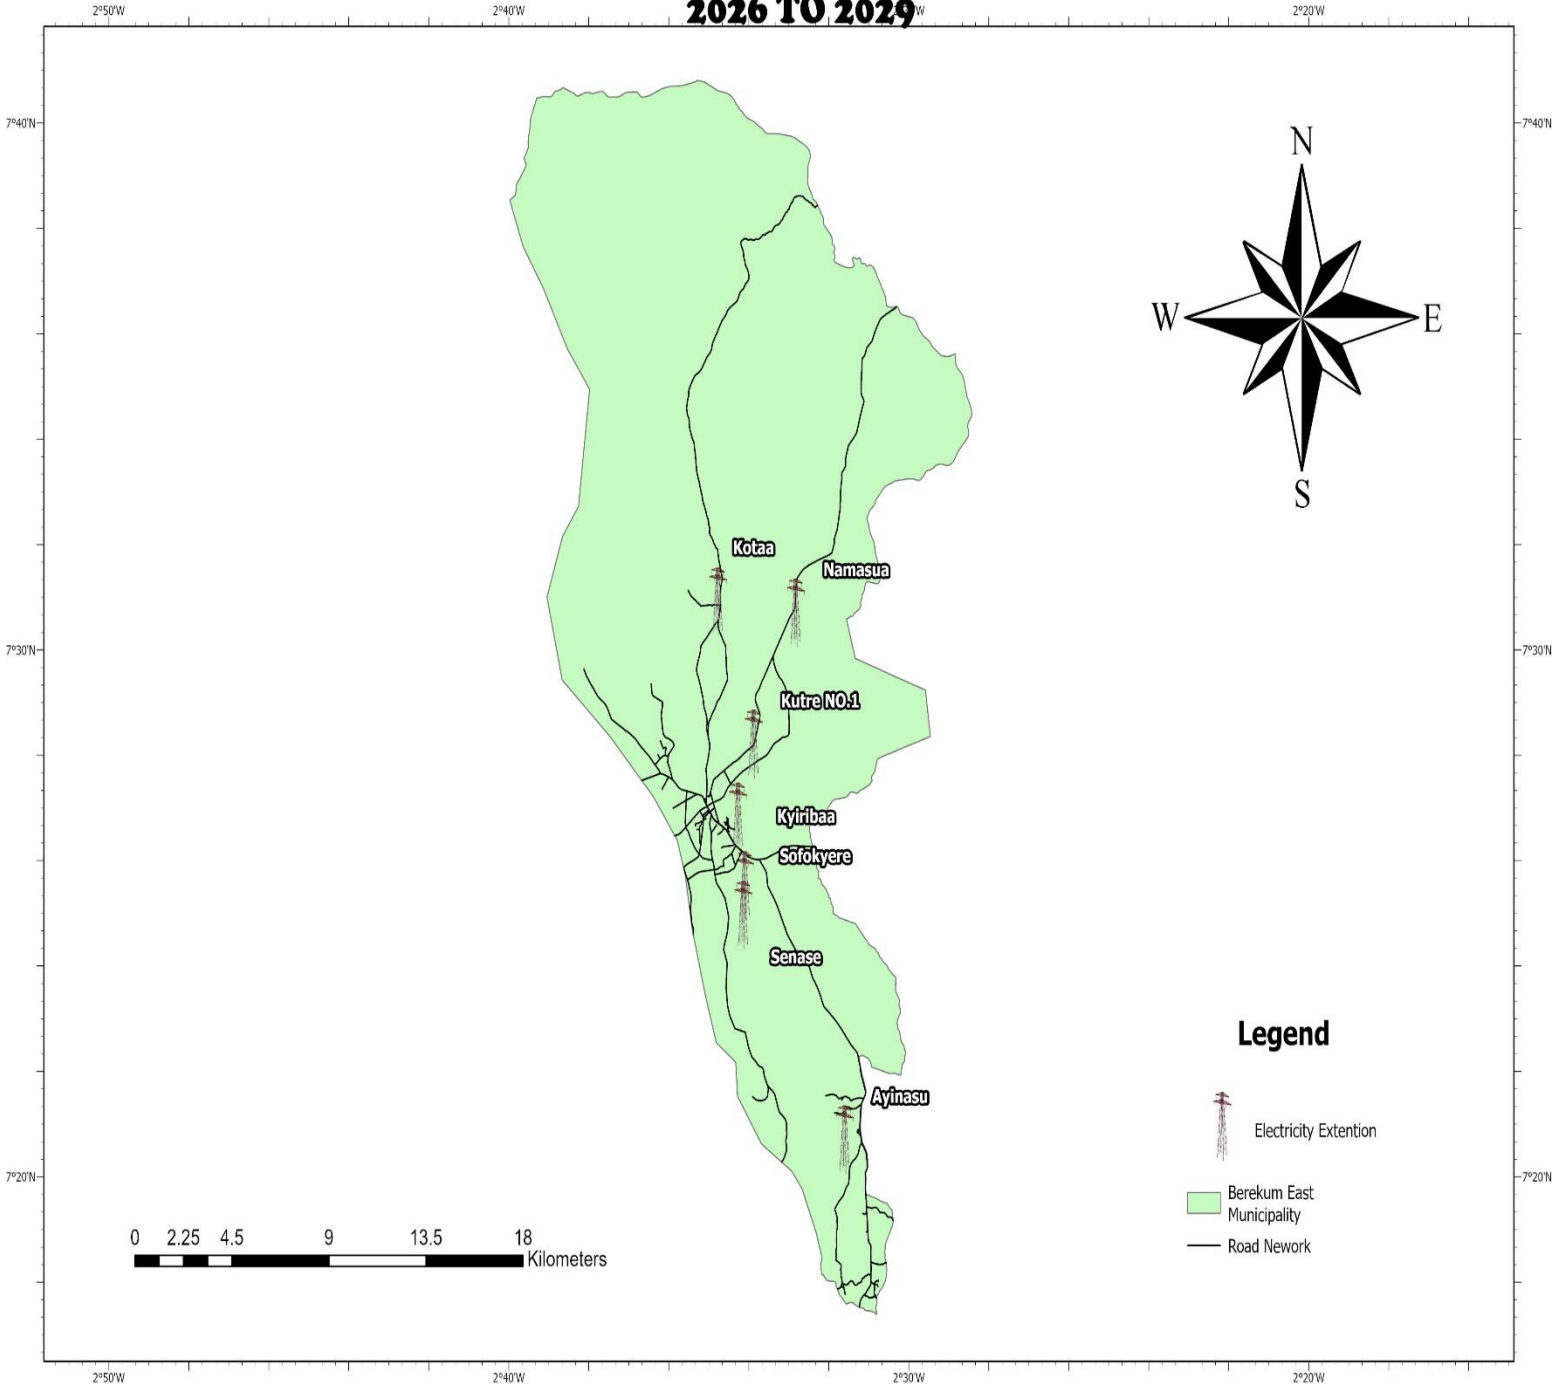 2026 TO 2029
2°50'W 2°40'W 2°20'W
7°40'N 7°40'N
N
W E
S
Kotaa
Namasua
7°30'N 7°30'N
Kutre NO.1
Kyiribaa
Sofokyere
Senase
Legend
Ayinasu
Electricity Extention
7°20'N 7°20'N
Berekum East
Municipality
0 2.25 4.5 9 13.5 18
Road Nework
Kilometers
2°50'W 2°40'W 2°30'W 2°20'W